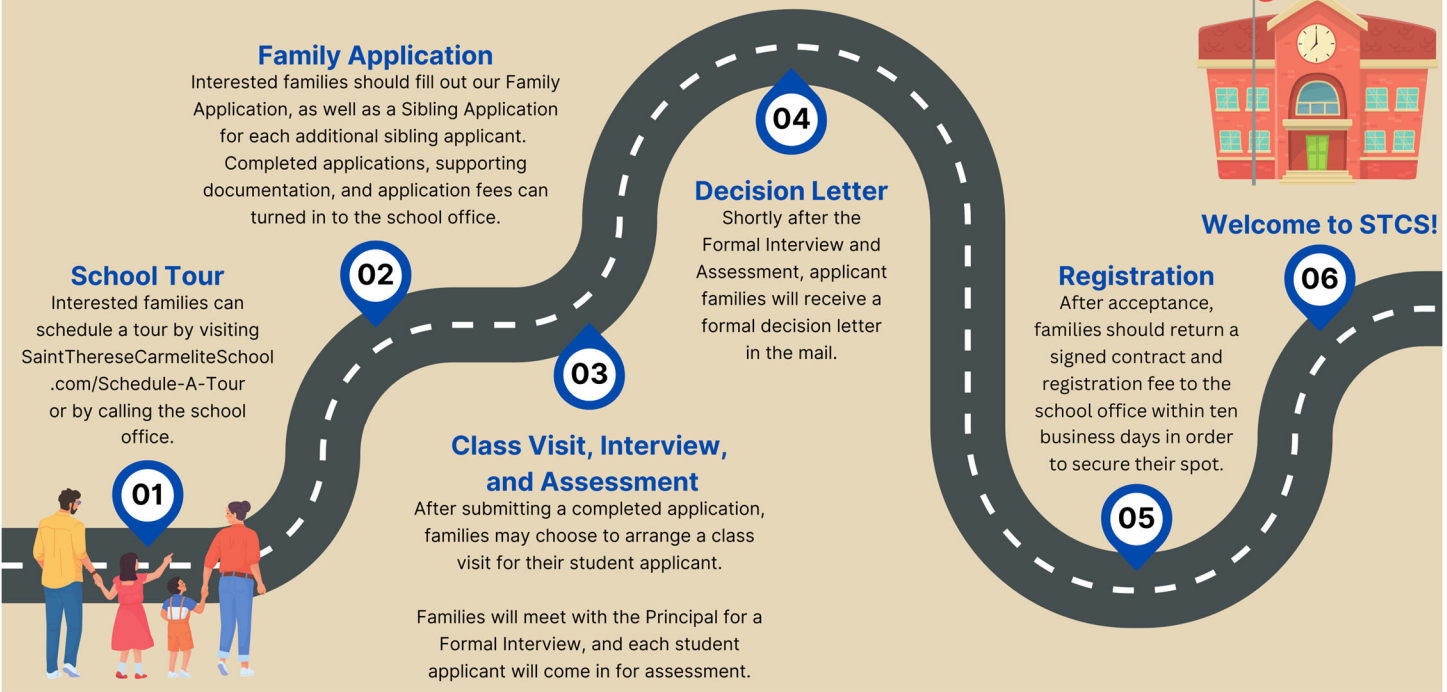 School Tour
Interested families can
schedule a tour by visiting
SaintThereseCarmeliteSchool
.com/Schedule-A-Tour
or by calling the school
office.
01
Family Application
Interested families should fill out our Family
Application, as well as a Sibling Application
for each additional sibling applicant.
Completed applications, supporting
documentation, and application fees can
turned in to the school office.
02
03
Class Visit, Interview,
and Assessment
After submitting a completed application,
families may choose to arrange a class
visit for their student applicant.
Families will meet with the Principal for a
Formal Interview, and each student
applicant will come in for assessment.
04
Decision Letter
Shortly after the
Formal Interview and
Assessment, applicant
families will receive a
formal decision letter
in the mail.
Registration
After acceptance,
families should return a
signed contract and
registration fee to the
school office within ten
business days in order
to secure their spot.
05
Welcome to STCS!
06